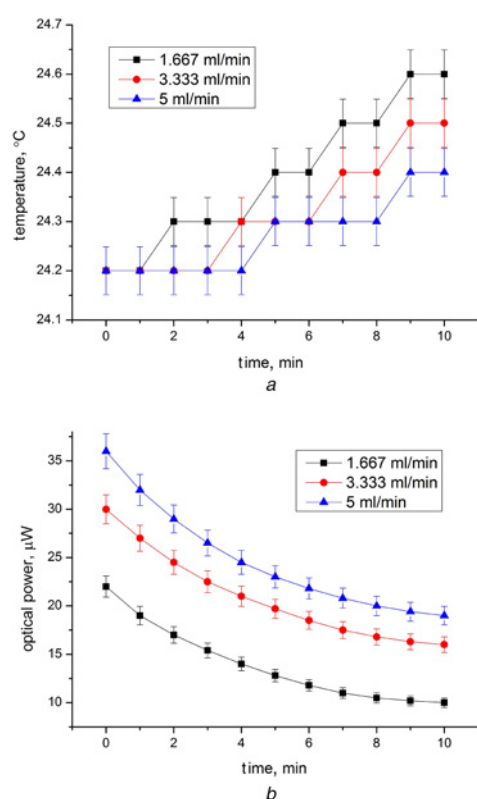 24.7
24.6
24.5
24.4
24.3
24.2
24.1
temperature, °C
1.667 ml/min
3.333 ml/min
5 ml/min
0 2 4 6 8 10
time, min
a
35
30
25
20
15
10
optical power, µW
1.667 ml/min
3.333 ml/min
5 ml/min
0 2 4 6 8 10
time, min
b